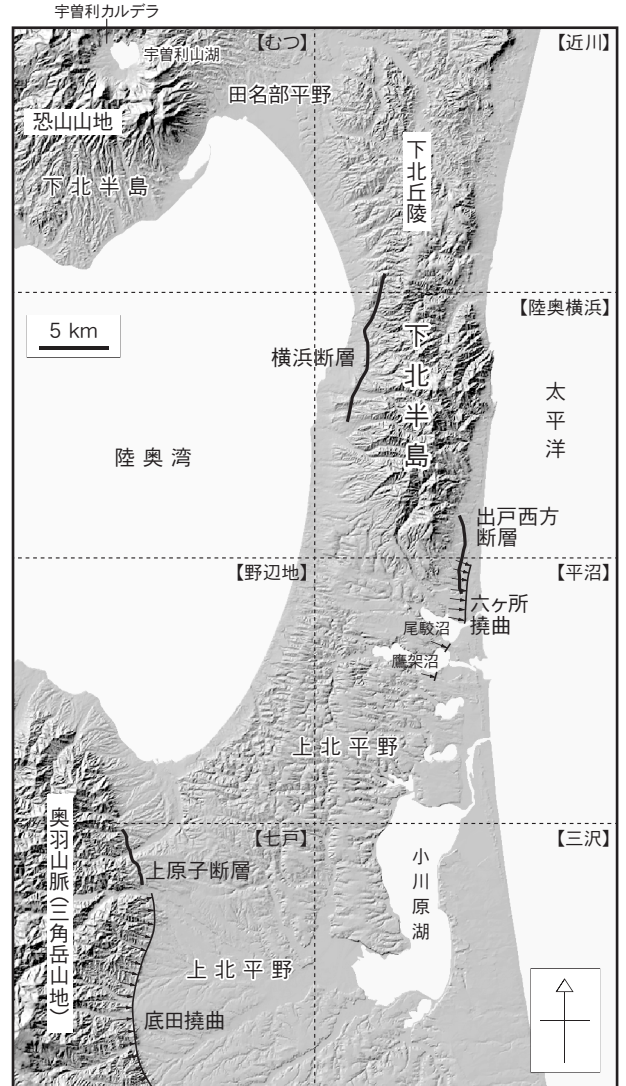 宇曽利カルデラ
宇曽利山湖
【むつ】
【近川】
田名部平野
恐山山地
下北丘陵
下北半島
【陸奥横浜】
5 km
下北半島
横浜断層
太平洋
陸奥湾
出戸西方
断層
【野辺地】
【平沼】
六ヶ所
撓曲
尾駮沼
鷹架沼
上北平野
奥羽山脈(三角岳山地)
【七戸】
【三沢】
上原子断層
小川原湖
上北平野
底田撓曲